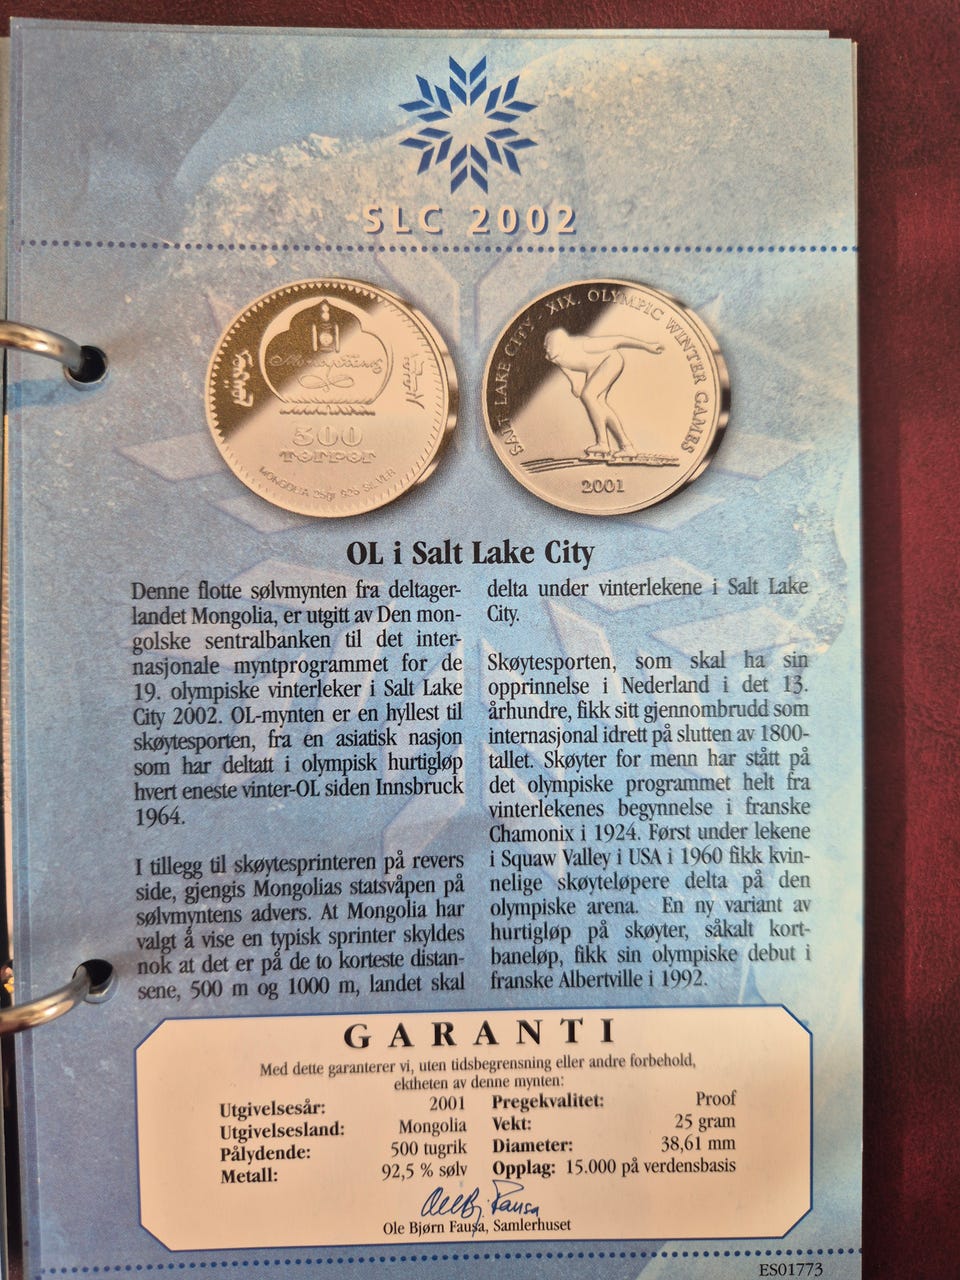 SLC 2002
500
MONGOLIA 25gr 925 SILVER
SALT LAKE CITY - XIX. OLYMPIC WINTER GAMES
2001
OL i Salt Lake City
Denne flotte sølvmynten fra deltager-
landet Mongolia, er utgitt av Den mon-
golske sentralbanken til det inter-
nasjonale myntprogrammet for de
19. olympiske vinterleker i Salt Lake
City 2002. OL-mynten er en hyllest til
skøytesporten, fra en asiatisk nasjon
som har deltatt i olympisk hurtigløp
hvert eneste vinter-OL siden Innsbruck
1964.
I tillegg til skøytesprinteren på revers
side, gjengis Mongolias statsvåpen på
sølvmyntens advers. At Mongolia har
valgt å vise en typisk sprinter skyldes
nok at det er på de to korteste distan-
sene, 500 m og 1000 m, landet skal
delta under vinterlekene i Salt Lake
City.
Skøytesporten, som skal ha sin
opprinnelse i Nederland i det 13.
århundre, fikk sitt gjennombrudd som
internasjonal idrett på slutten av 1800-
tallet. Skøyter for menn har stått på
det olympiske programmet helt fra
vinterlekenes begynnelse i franske
Chamonix i 1924. Først under lekene
i Squaw Valley i USA i 1960 fikk kvin-
nelige skøyteløpere delta på den
olympiske arena. En ny variant av
hurtigløp på skøyter, såkalt kort-
baneløp, fikk sin olympiske debut i
franske Albertville i 1992.
GARANTI
Med dette garanterer vi, uten tidsbegrensning eller andre forbehold,
ektheten av denne mynten:
Utgivelsesår: 2001 Pregekvalitet: Proof
Utgivelsesland: Mongolia Vekt: 25 gram
Pålydende: 500 tugrik Diameter: 38,61 mm
Metall: 92,5 % sølv Opplag: 15.000 på verdensbasis
Ole Bjørn Fausa, Samlerhuset
ES01773